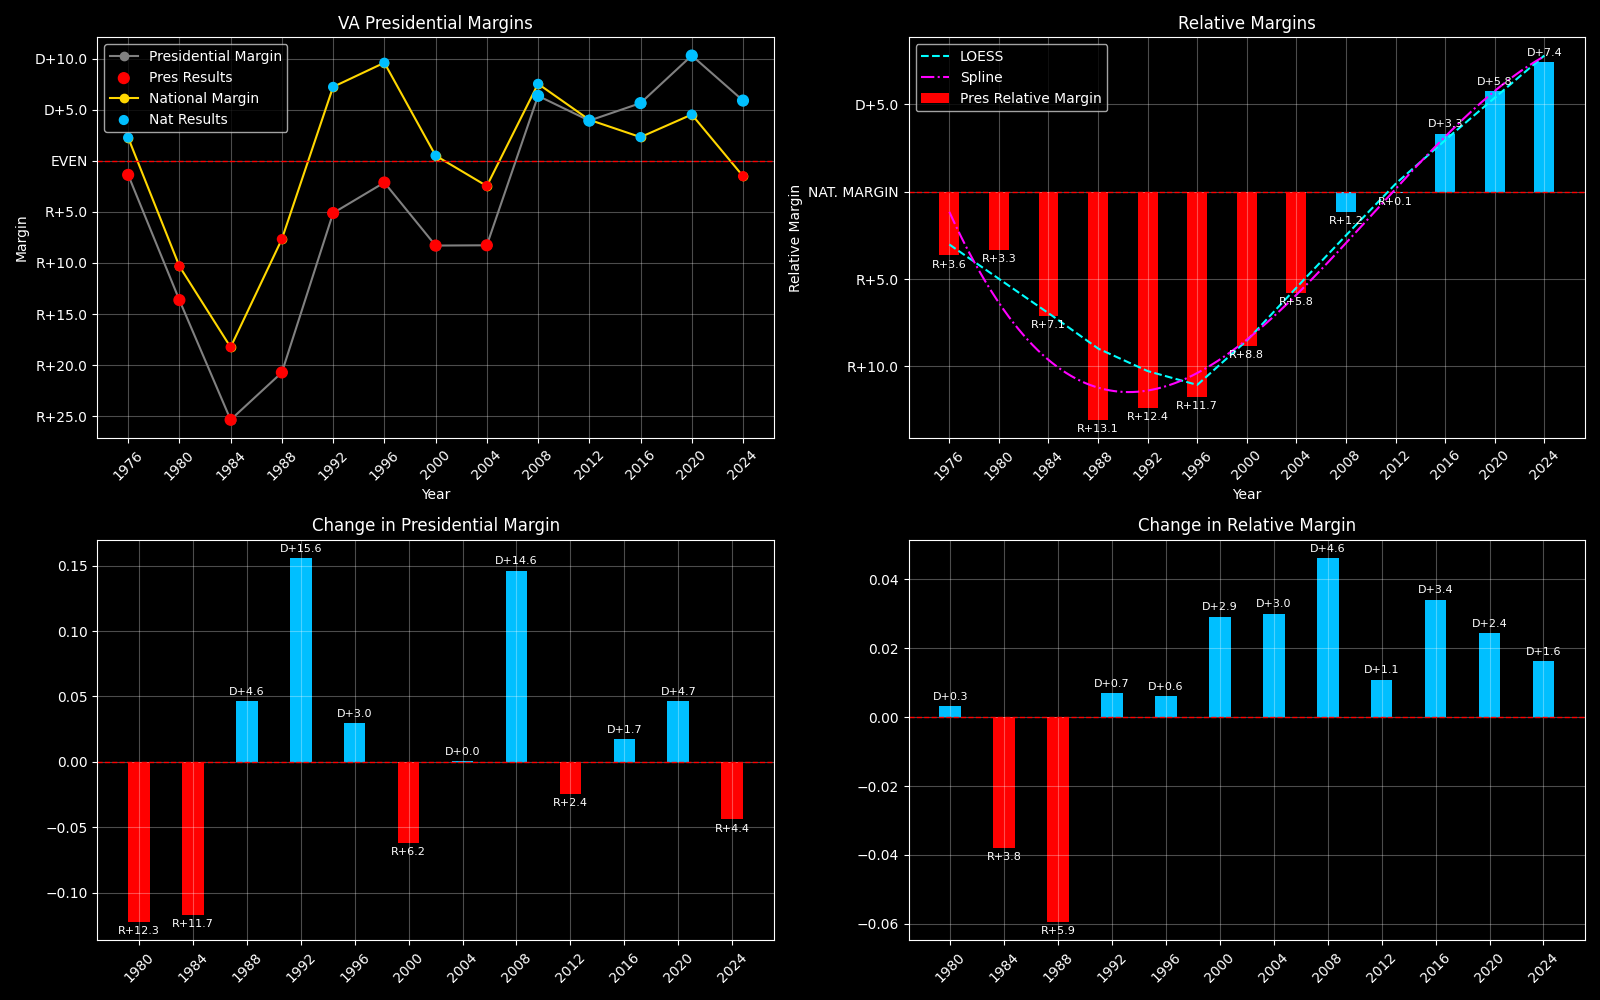 VA Presidential Margins
Presidential Margin
Pres Results
National Margin
Nat Results
D+10.0
D+5.0
EVEN
R+5.0
R+10.0
R+15.0
R+20.0
R+25.0
Margin
1976 1980 1984 1988 1992 1996 2000 2004 2008 2012 2016 2020 2024
Year
Relative Margins
LOESS
Spline
Pres Relative Margin
D+5.0
NAT. MARGIN
R+5.0
R+10.0
Relative Margin
R+3.6
R+3.3
R+7.1
R+13.1
R+12.4
R+11.7
R+8.8
R+5.8
R+1.2
R+0.1
D+3.3
D+5.8
D+7.4
1976 1980 1984 1988 1992 1996 2000 2004 2008 2012 2016 2020 2024
Year
Change in Presidential Margin
0.15
0.10
0.05
0.00
−0.05
−0.10
R+12.3
R+11.7
D+4.6
D+15.6
D+3.0
R+6.2
D+0.0
D+14.6
R+2.4
D+1.7
D+4.7
R+4.4
1980 1984 1988 1992 1996 2000 2004 2008 2012 2016 2020 2024
Change in Relative Margin
0.04
0.02
0.00
−0.02
−0.04
−0.06
D+0.3
R+3.8
R+5.9
D+0.7
D+0.6
D+2.9
D+3.0
D+4.6
D+1.1
D+3.4
D+2.4
D+1.6
1980 1984 1988 1992 1996 2000 2004 2008 2012 2016 2020 2024